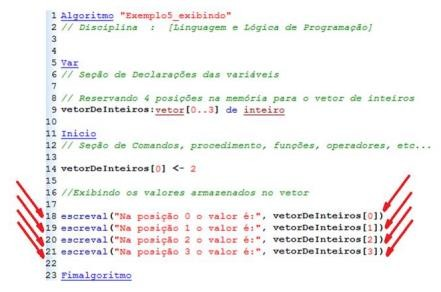 1 Algoritmo "Exemplo5_exibindo"
2 // Disciplina : [Linguagem e Lógica de Programação]
3
4
5 Var
6 // Seção de Declarações das variáveis
7
8 // Reservando 4 posições na memória para o vetor de inteiros
9 vetorDeInteiros:vetor[0..3] de inteiro
10
11 Inicio
12 // Seção de Comandos, procedimento, funções, operadores, etc...
13
14 vetorDeInteiros[0] <- 2
15
16 //Exibindo os valores armazenados no vetor
17
18 escreval("Na posição 0 o valor é:", vetorDeInteiros[0])
19 escreval("Na posição 1 o valor é:", vetorDeInteiros[1])
20 escreval("Na posição 2 o valor é:", vetorDeInteiros[2])
21 escreval("Na posição 3 o valor é:", vetorDeInteiros[3])
22
23 Fimalgoritmo